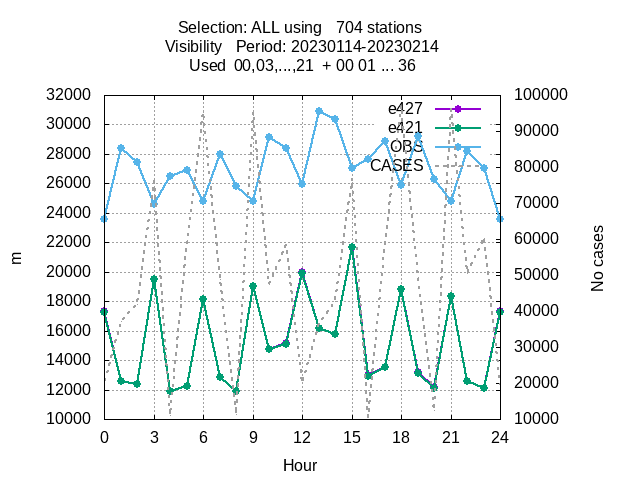 Selection: ALL using   704 stations
Visibility   Period: 20230114-20230214
Used  00,03,...,21  + 00 01 ... 36
32000
30000
28000
26000
24000
22000
20000
18000
16000
14000
12000
10000
m
100000
90000
80000
70000
60000
50000
40000
30000
20000
10000
No cases
e427
e421
OBS
CASES
0 3 6 9 12 15 18 21 24
Hour